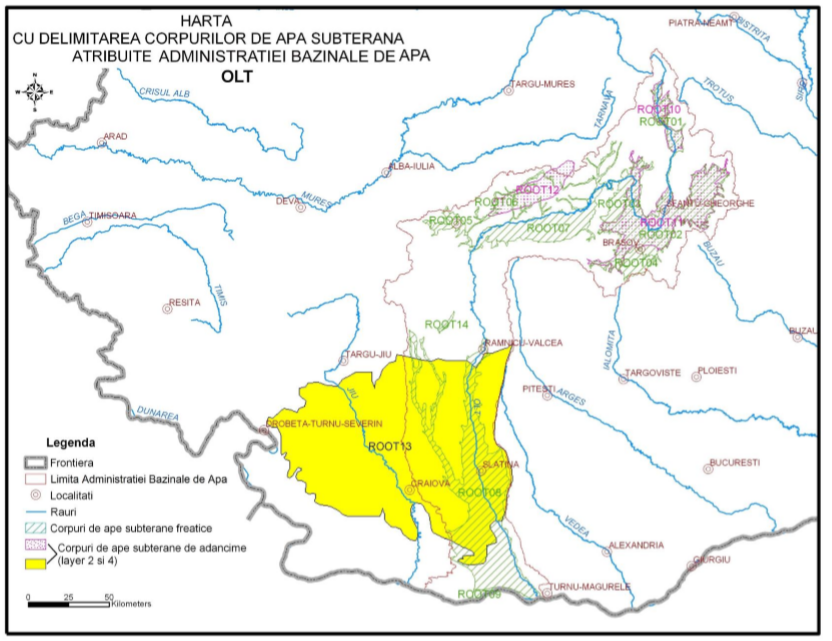 HARTA
CU DELIMITAREA CORPURILOR DE APA SUBTERANA
ATRIBUITE ADMINISTRATIEI BAZINALE DE APA
OLT
PIATRA-NEAMT
BISTRITA
CRISUL ALB
TARGU-MURES
TROTUS
SIRET
TARNAVA
ROOT10
ROOT01
ARAD
ALBA-IULIA
DEVA
MURES
ROOT12
ROOT06
ROOT03
SFANTU-GHEORGHE
BEGA
TIMISOARA
ROOT05
ROOT07
ROOT11
ROOT02
BRASOV
ROOT04
BUZAU
TIMIS
RESITA
ROOT14
BUZAU
RAMNICU-VALCEA
IALOMITA
TARGU-JIU
TARGOVISTE
PLOIESTI
PITESTI
ARGES
JIU
OLT
DUNAREA
DROBETA-TURNU-SEVERIN
ROOT13
SLATINA
BUCURESTI
CRAIOVA
ROOT08
VEDEA
ALEXANDRIA
GIURGIU
TURNU-MAGURELE
ROOT09
Legenda
Frontiera
Limita Administratiei Bazinale de Apa
Localitati
Rauri
Corpuri de ape subterane freatice
Corpuri de ape subterane de adancime
(layer 2 si 4)
0 25 50
Kilometers